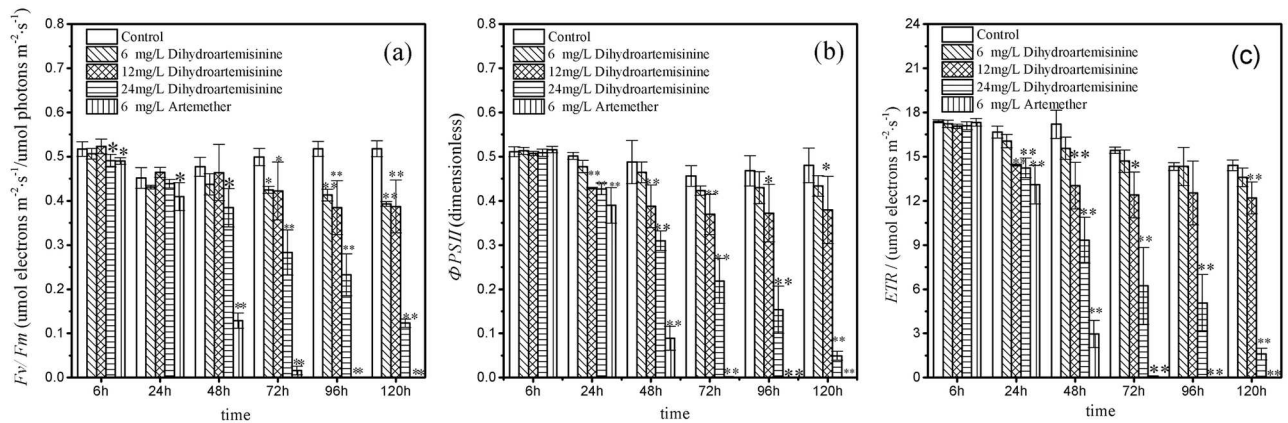 (a)
Control
6 mg/L Dihydroartemisinine
12mg/L Dihydroartemisinine
24mg/L Dihydroartemisinine
6 mg/L Artemether
Fv/ Fm (umol electrons m⁻²·s⁻¹/umol photons m⁻²·s⁻¹)
0.8
0.7
0.6
0.5
0.4
0.3
0.2
0.1
0.0
* *
*
*
**
* *
**
**
* **
**
**
** **
**
**
6h 24h 48h 72h 96h 120h
time
(b)
Control
6 mg/L Dihydroartemisinine
12mg/L Dihydroartemisinine
24mg/L Dihydroartemisinine
6 mg/L Artemether
ΦPSII (dimensionless)
0.8
0.7
0.6
0.5
0.4
0.3
0.2
0.1
0.0
** ** **
** ** **
** ** **
* ** **
* ** **
6h 24h 48h 72h 96h 120h
time
(c)
Control
6 mg/L Dihydroartemisinine
12mg/L Dihydroartemisinine
24mg/L Dihydroartemisinine
6 mg/L Artemether
ETR / (umol electrons m⁻²·s⁻¹)
24
21
18
15
12
9
6
3
0
** ** **
** ** **
* ** **
** **
** ** **
6h 24h 48h 72h 96h 120h
time